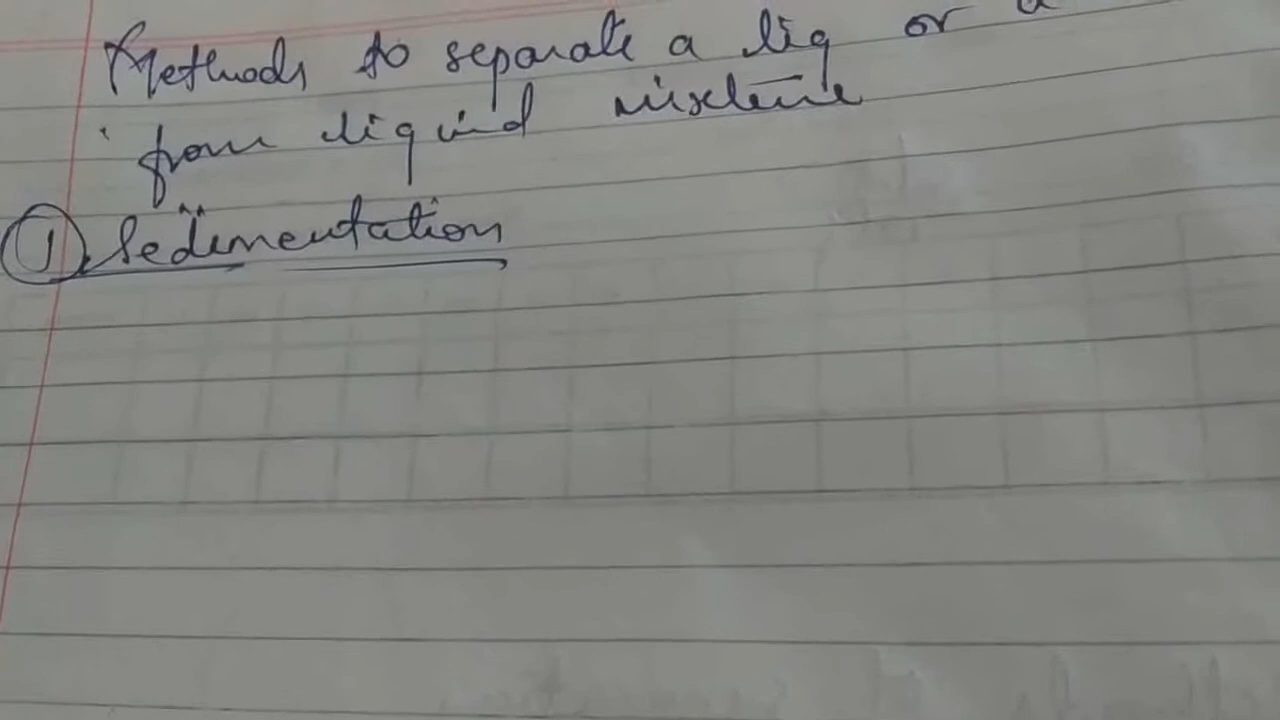 Methods to separate a liq or a
from liquid mixture
① Sedimentation